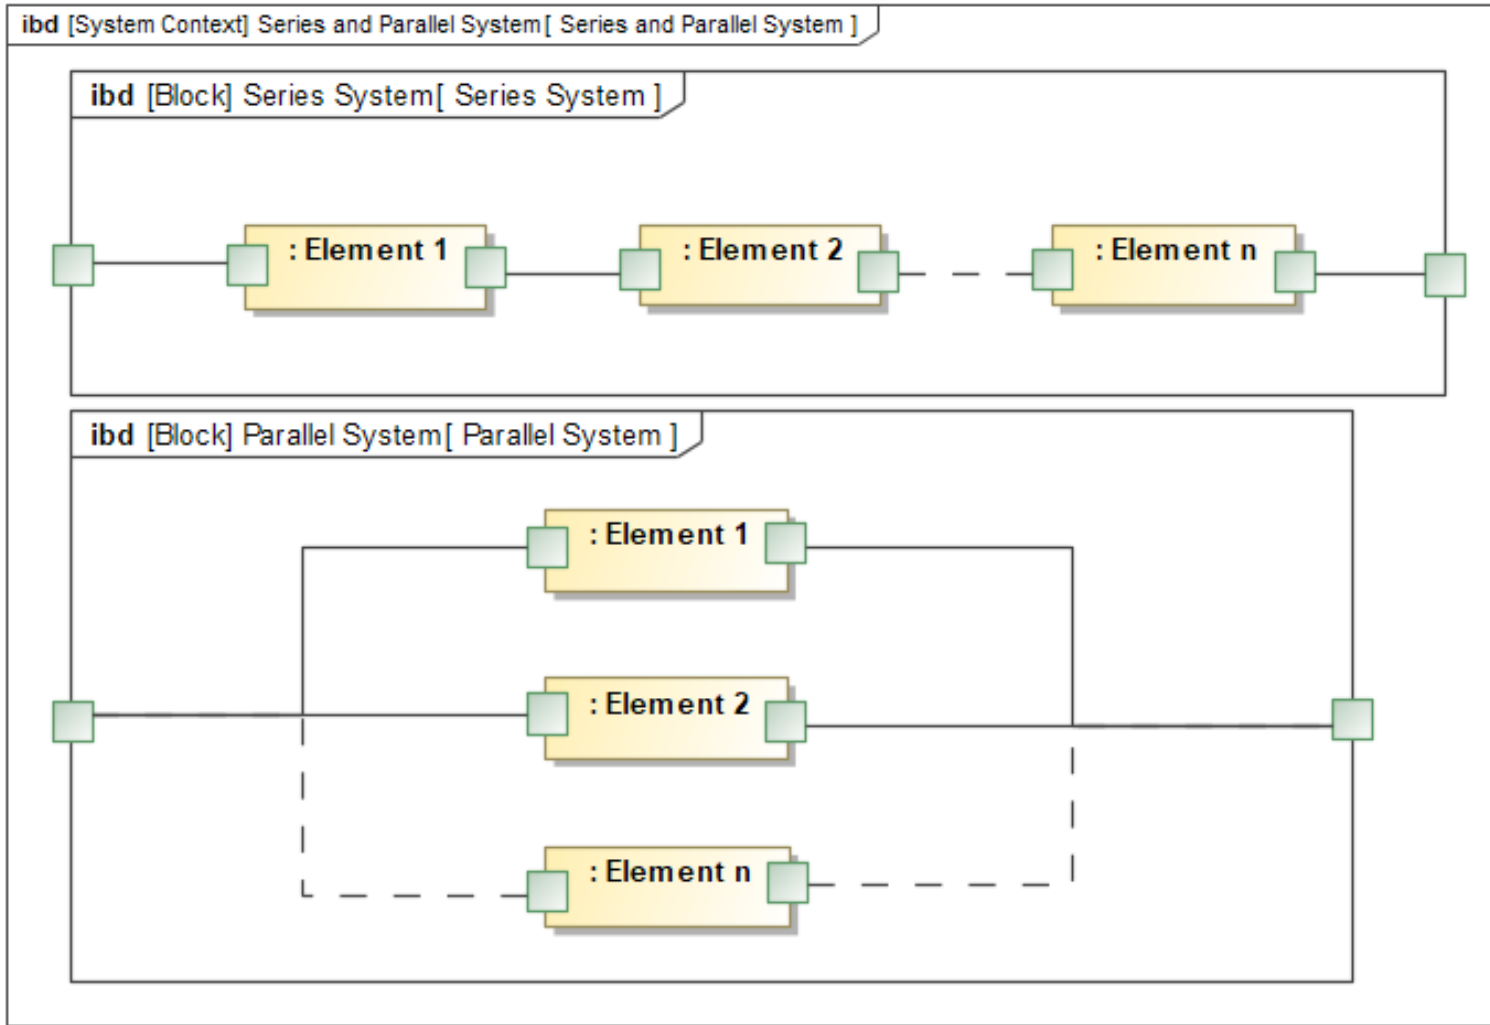 ibd [System Context] Series and Parallel System[ Series and Parallel System ]
ibd [Block] Series System[ Series System ]
: Element 1
: Element 2
: Element n
ibd [Block] Parallel System[ Parallel System ]
: Element 1
: Element 2
: Element n